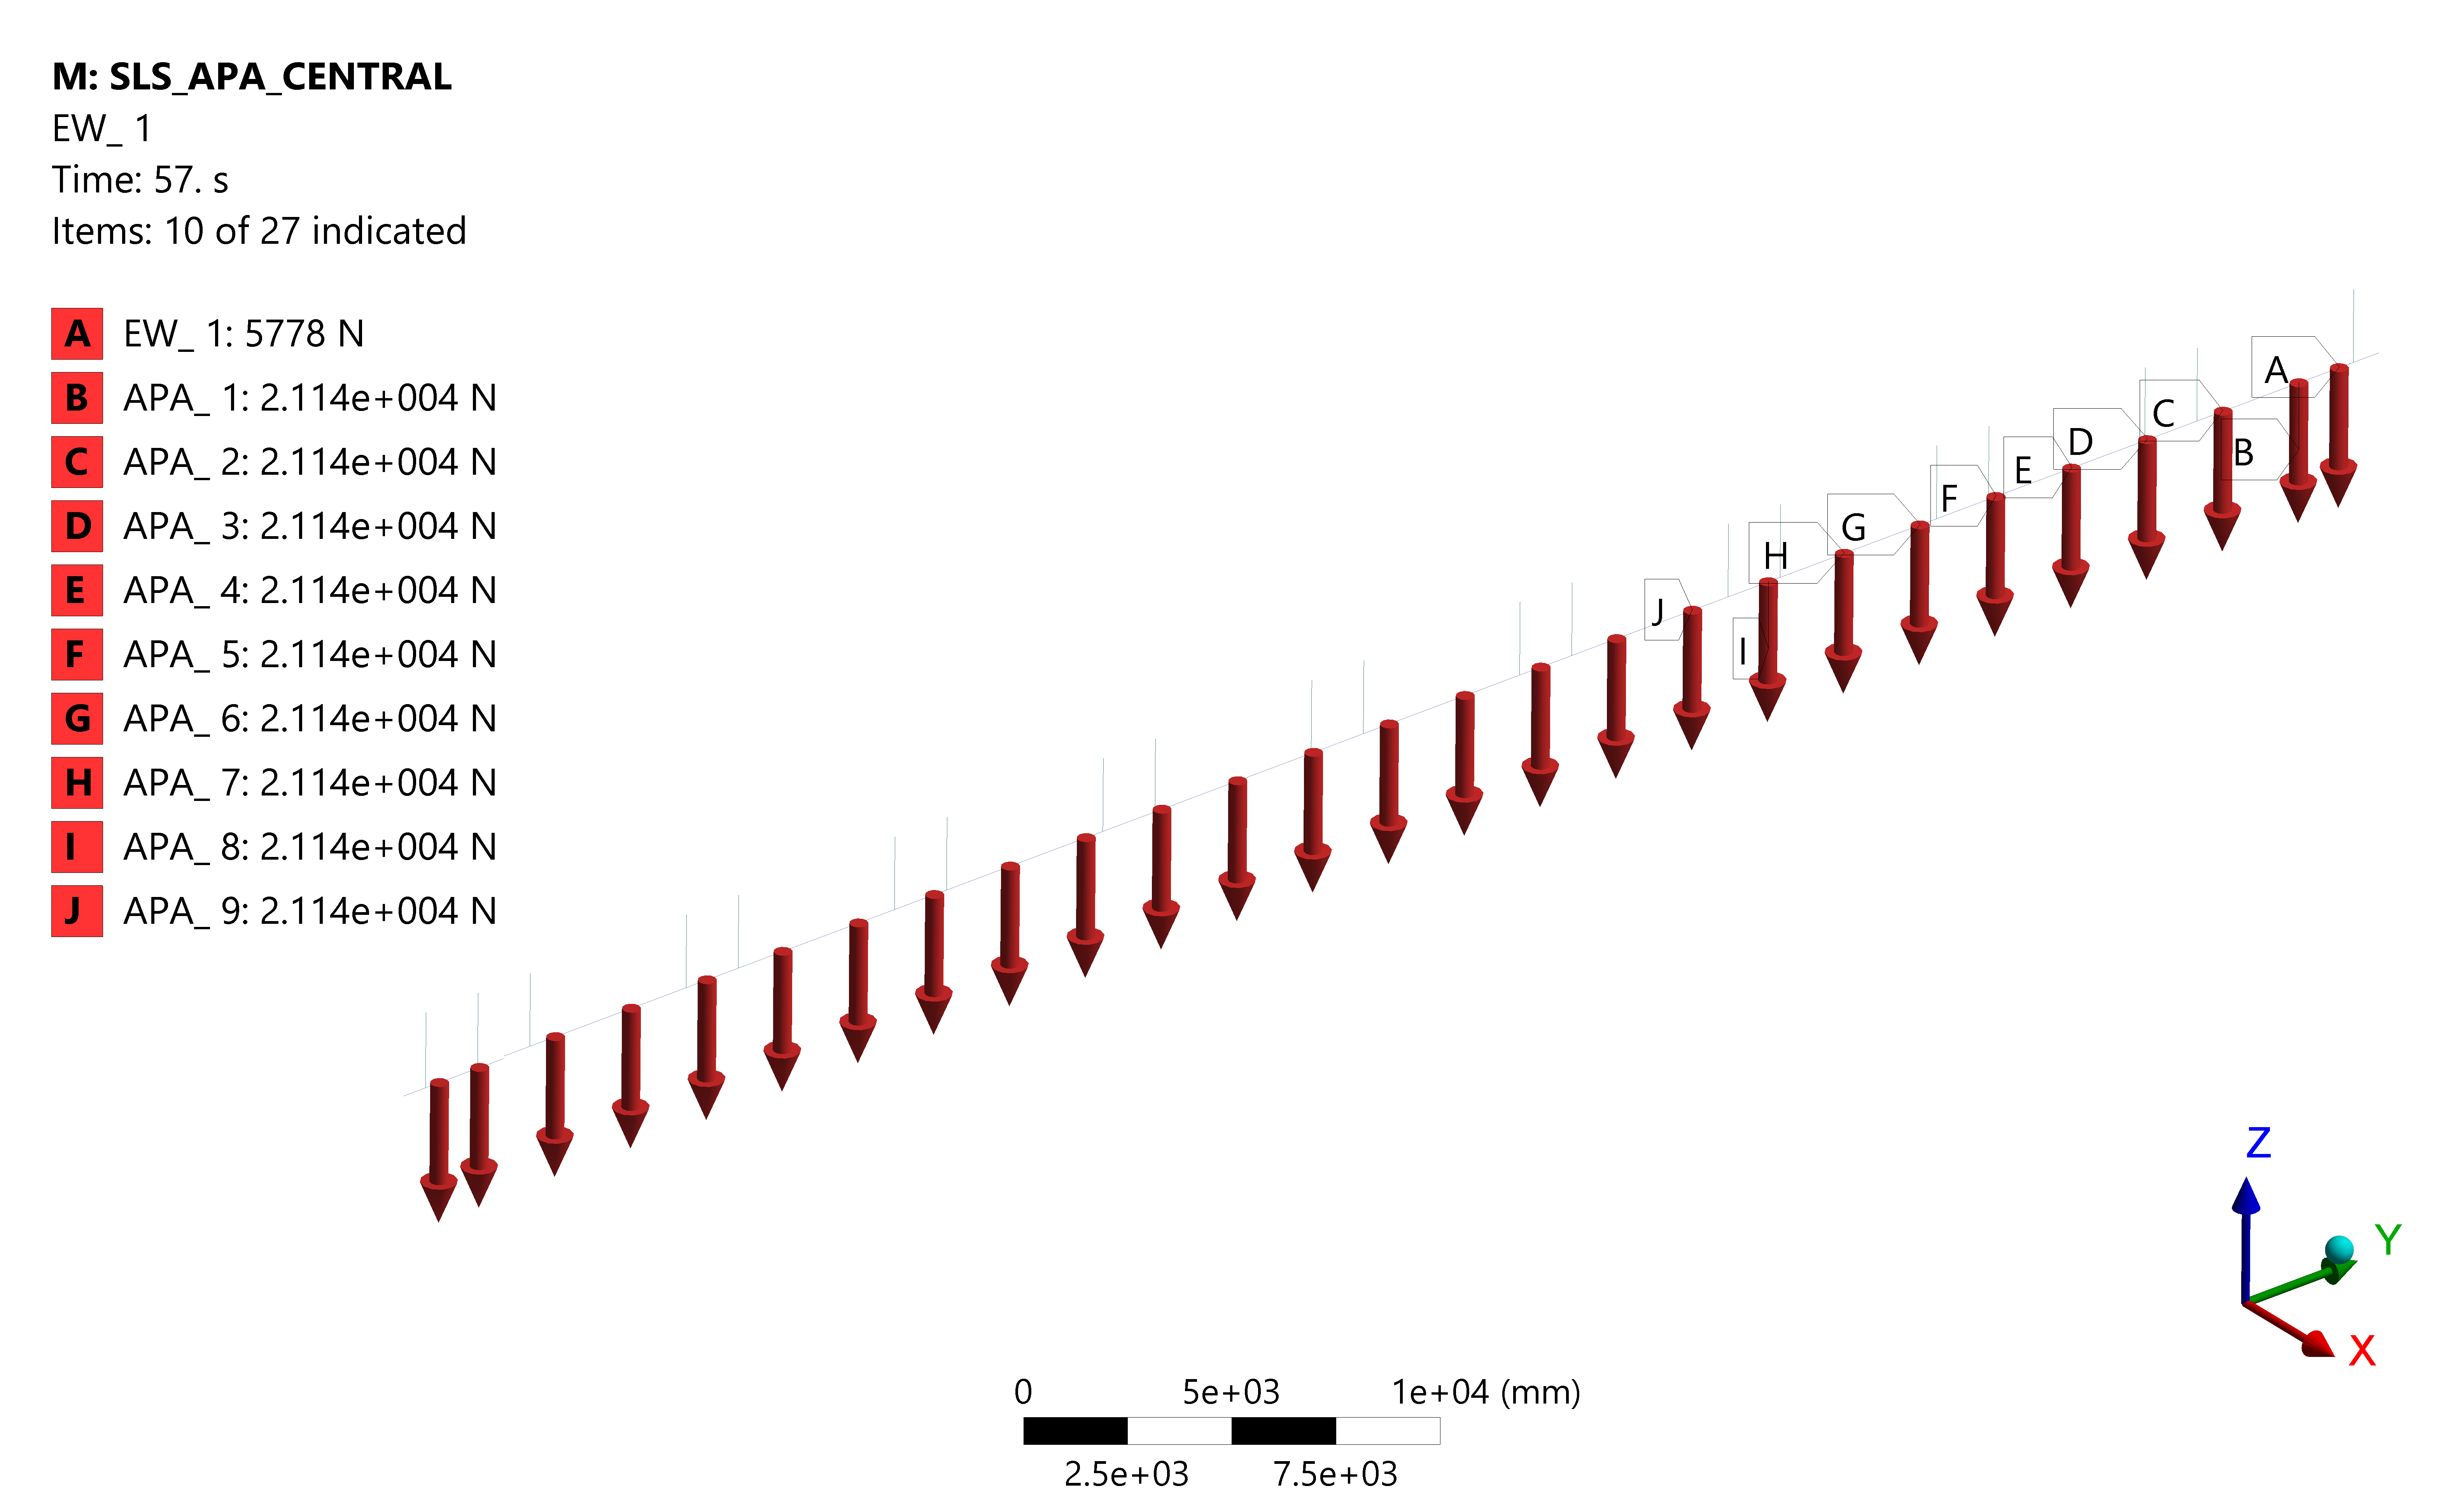 M: SLS_APA_CENTRAL
EW_ 1
Time: 57. s
Items: 10 of 27 indicated
A EW_ 1: 5778 N
B APA_ 1: 2.114e+004 N
C APA_ 2: 2.114e+004 N
D APA_ 3: 2.114e+004 N
E APA_ 4: 2.114e+004 N
F APA_ 5: 2.114e+004 N
G APA_ 6: 2.114e+004 N
H APA_ 7: 2.114e+004 N
I APA_ 8: 2.114e+004 N
J APA_ 9: 2.114e+004 N
A
C
B
D
E
F
G
H
J
I
Z
Y
X
0 5e+03 1e+04 (mm)
2.5e+03 7.5e+03